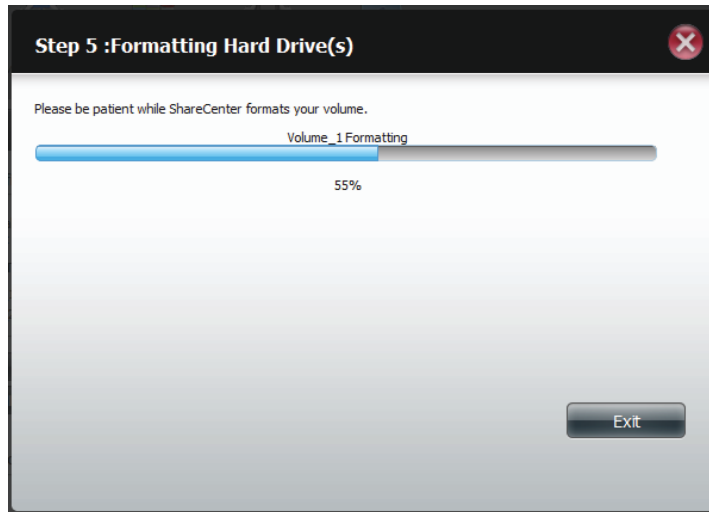 Step 5 :Formatting Hard Drive(s)
Please be patient while ShareCenter formats your volume.
Volume_1 Formatting
55%
Exit